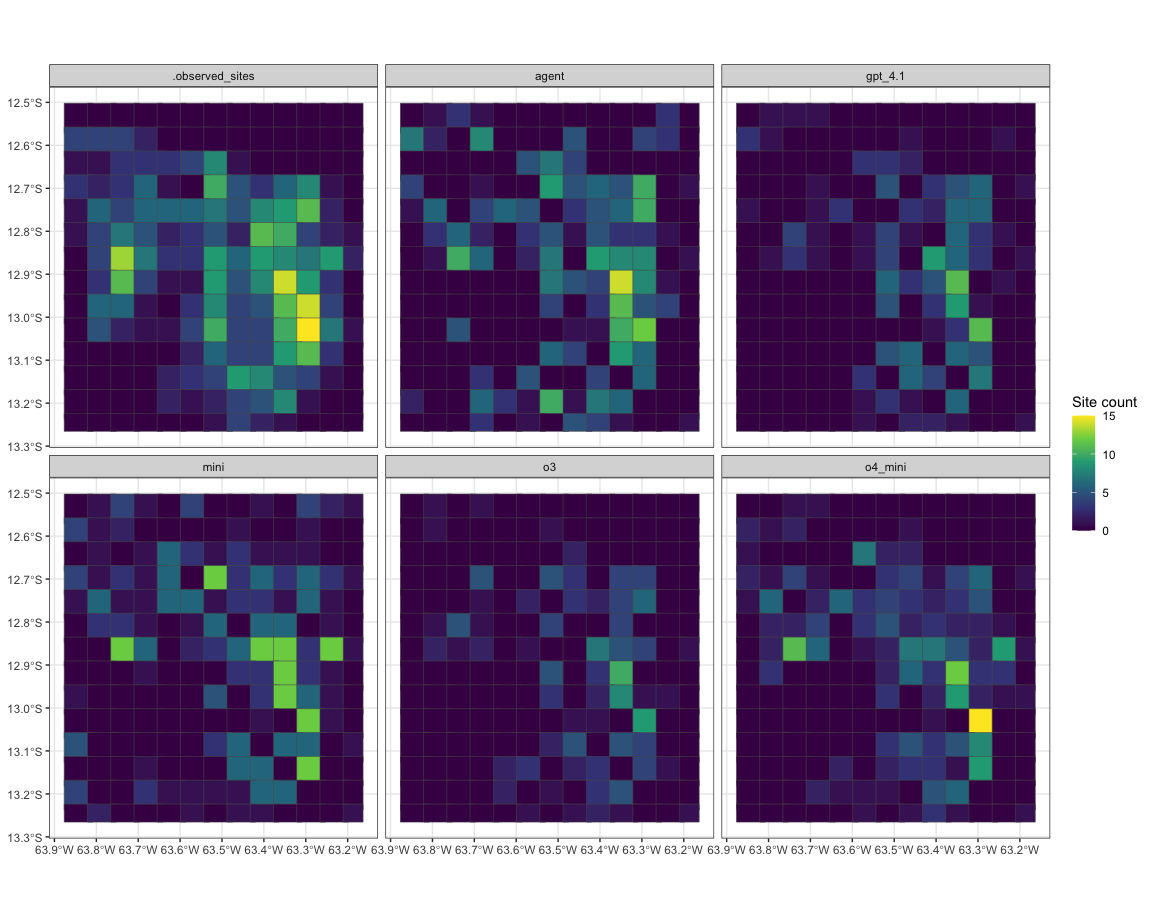 .observed_sites
agent
gpt_4.1
12.5°S
12.6°S
12.7°S
12.8°S
12.9°S
13.0°S
13.1°S
13.2°S
13.3°S
Site count
15
10
5
0
mini
o3
o4_mini
12.5°S
12.6°S
12.7°S
12.8°S
12.9°S
13.0°S
13.1°S
13.2°S
13.3°S
63.9°W 63.8°W 63.7°W 63.6°W 63.5°W 63.4°W 63.3°W 63.2°W
63.9°W 63.8°W 63.7°W 63.6°W 63.5°W 63.4°W 63.3°W 63.2°W
63.9°W 63.8°W 63.7°W 63.6°W 63.5°W 63.4°W 63.3°W 63.2°W